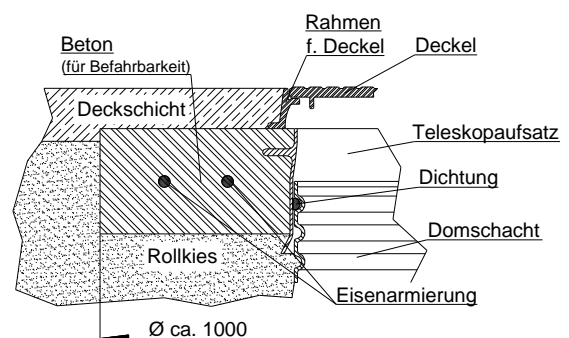 Rahmen
f. Deckel
Deckel
Beton
(für Befahrbarkeit)
Deckschicht
Teleskopaufsatz
Dichtung
Domschacht
Rollkies
Eisenarmierung
Ø ca. 1000